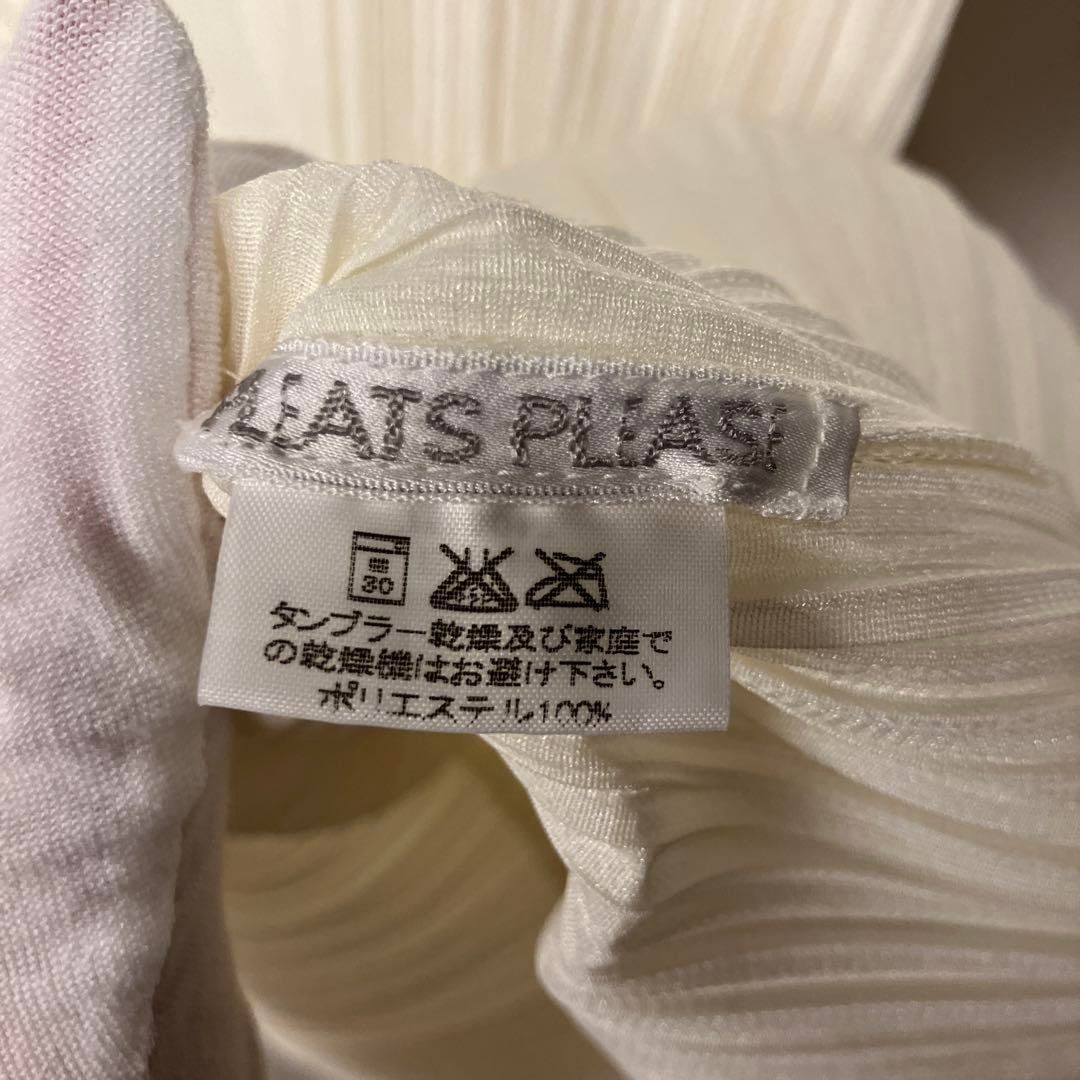 PLEATS PLEASE
30
タンブラー乾燥及び家庭で
の乾燥機はお避け下さい。
ポリエステル100%